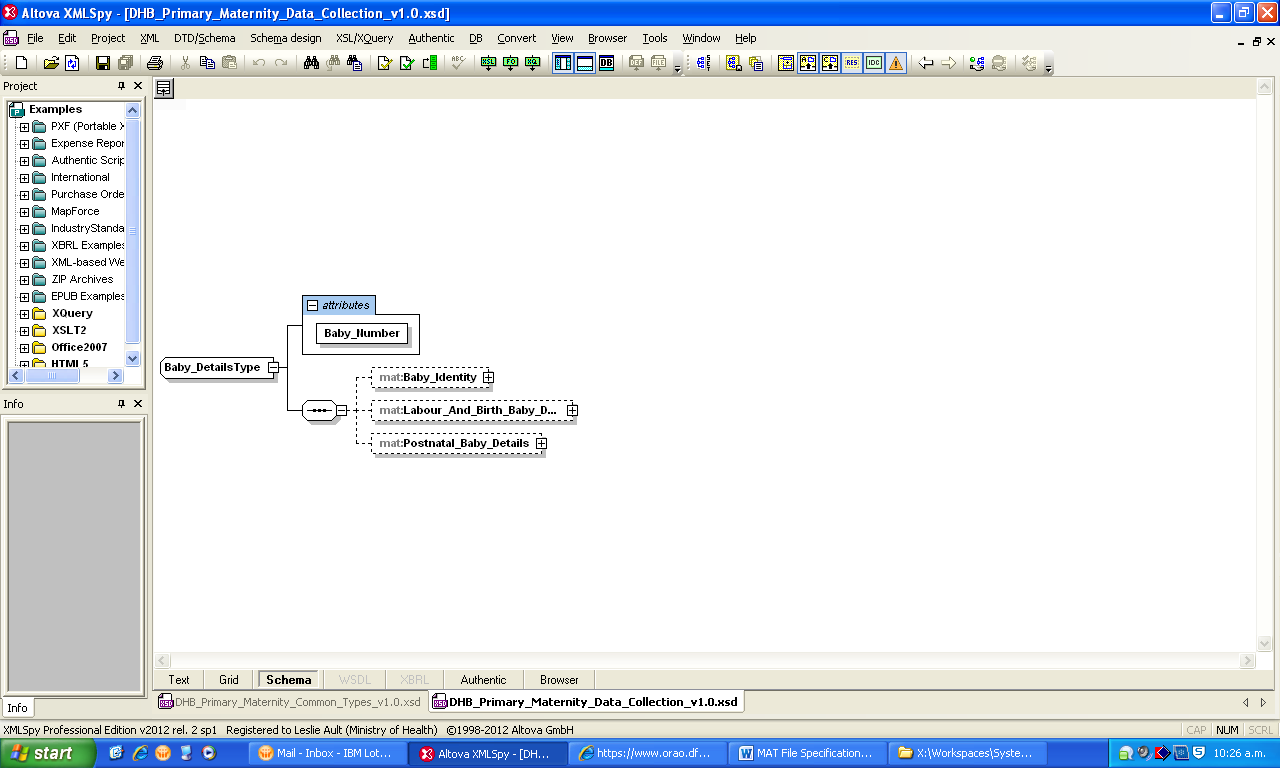 Altova XMLSpy - [DHB_Primary_Maternity_Data_Collection_v1.0.xsd]
File Edit Project XML DTD/Schema Schema design XSL/XQuery Authentic DB Convert View Browser Tools Window Help
Project
Examples
PXF (Portable X
Expense Repor
Authentic Scrip
International
Purchase Orde
MapForce
IndustryStanda
XBRL Examples
XML-based We
ZIP Archives
EPUB Examples
XQuery
XSLT2
Office2007
HTML5
Info
attributes
Baby_Number
Baby_DetailsType
mat:Baby_Identity
mat:Labour_And_Birth_Baby_D...
mat:Postnatal_Baby_Details
Text Grid Schema WSDL XBRL Authentic Browser
Info
DHB_Primary_Maternity_Common_Types_v1.0.xsd DHB_Primary_Maternity_Data_Collection_v1.0.xsd
XMLSpy Professional Edition v2012 rel. 2 sp1 Registered to Leslie Ault (Ministry of Health) ©1998-2012 Altova GmbH CAP NUM SCRL
start Mail - Inbox - IBM Lot... Altova XMLSpy - [DH... https://www.orao.df... MAT File Specification... X:\Workspaces\Syste... 10:26 a.m.